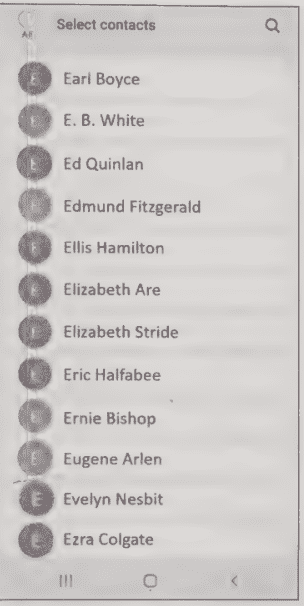 Select contacts
Earl Boyce
E. B. White
Ed Quinlan
Edmund Fitzgerald
Ellis Hamilton
Elizabeth Are
Elizabeth Stride
Eric Halfabee
Ernie Bishop
Eugene Arlen
E Evelyn Nesbit
Ezra Colgate